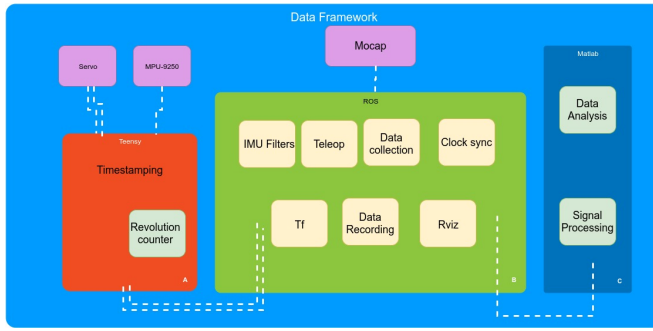 Data Framework
Servo
MPU-9250
Mocap
Matlab
ROS
Teensy
Timestamping
Revolution
counter
A
IMU Filters
Teleop
Data
collection
Clock sync
Tf
Data
Recording
Rviz
B
Data
Analysis
Signal
Processing
C